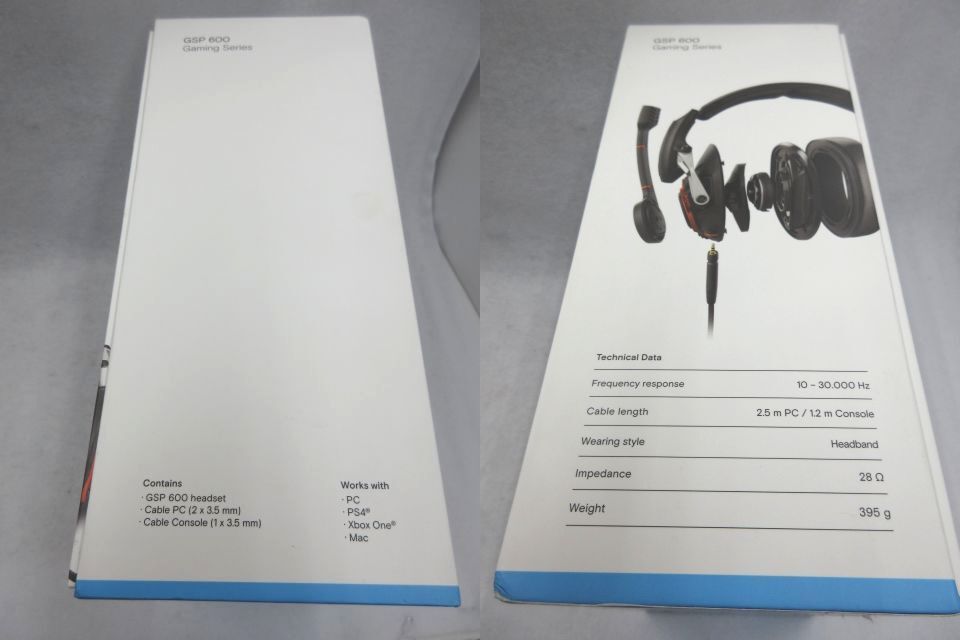 GSP 600
Gaming Series
Contains
· GSP 600 headset
· Cable PC (2 x 3.5 mm)
· Cable Console (1 x 3.5 mm)
Works with
· PC
· PS4®
· Xbox One®
· Mac
GSP 600
Gaming Series
Technical Data
Frequency response 10 – 30.000 Hz
Cable length 2.5 m PC / 1.2 m Console
Wearing style Headband
Impedance 28 Ω
Weight 395 g